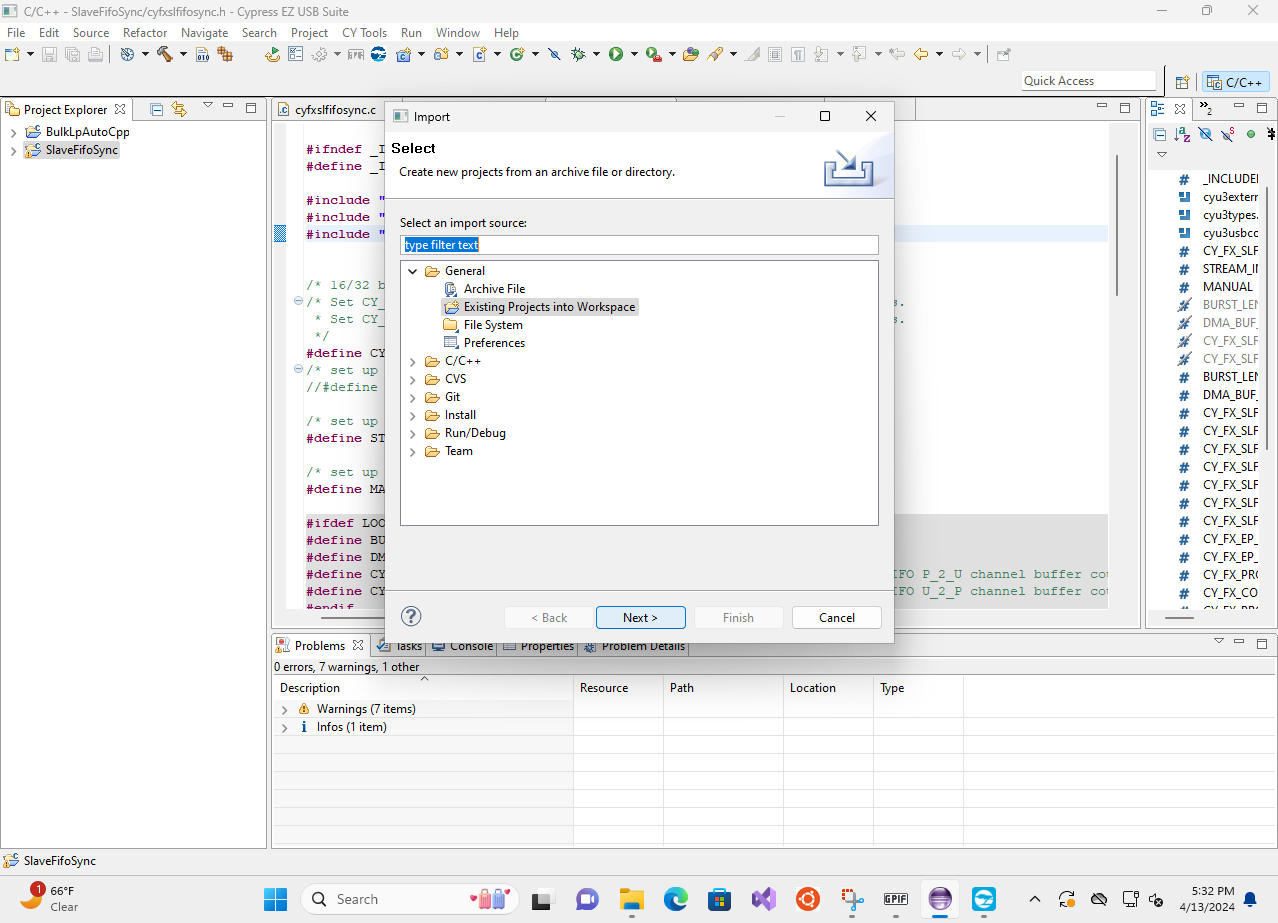 C/C++ - SlaveFifoSync/cyfxslfifosync.h - Cypress EZ USB Suite
File Edit Source Refactor Navigate Search Project CY Tools Run Window Help
Quick Access
C/C++
Project Explorer
BulkLpAutoCpp
SlaveFifoSync
cyfxslfifosync.c
#ifndef _I
#define _I
#include "
#include "
#include "
/* 16/32 b
/* Set CY_
* Set CY_
*/
#define CY
/* set up
//#define
/* set up
#define ST
/* set up
#define MA
#ifdef LOO
#define BU
#define DM
#define CY
IFO P_2_U channel buffer cou
#define CY
IFO U_2_P channel buffer cou
#endif
Import
Select
Create new projects from an archive file or directory.
Select an import source:
type filter text
General
Archive File
Existing Projects into Workspace
File System
Preferences
C/C++
CVS
Git
Install
Run/Debug
Team
< Back
Next >
Finish
Cancel
_INCLUDE
cyu3exterr
cyu3types.
cyu3usbcc
CY_FX_SLF
STREAM_I
MANUAL
BURST_LEN
DMA_BUF_
CY_FX_SLF
CY_FX_SLF
BURST_LEN
DMA_BUF_
CY_FX_SLF
CY_FX_SLF
CY_FX_SLF
CY_FX_SLF
CY_FX_SLF
CY_FX_SLF
CY_FX_SLF
CY_FX_EP_
CY_FX_EP_
CY_FX_PRO
CY_FX_CO
Problems
Tasks
Console
Properties
Problem Details
0 errors, 7 warnings, 1 other
Description Resource Path Location Type
Warnings (7 items)
Infos (1 item)
SlaveFifoSync
1
66°F
Clear
Search
GPIF
5:32 PM
4/13/2024